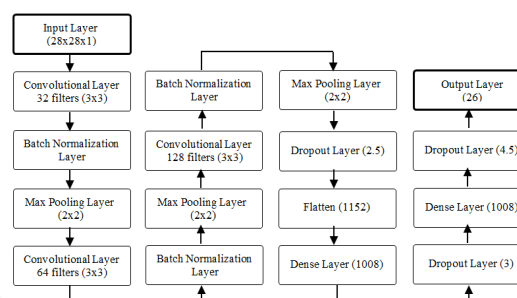 Input Layer
(28x28x1)
Convolutional Layer
32 filters (3x3)
Batch Normalization
Layer
Max Pooling Layer
(2x2)
Convolutional Layer
64 filters (3x3)
Batch Normalization
Layer
Max Pooling Layer
(2x2)
Convolutional Layer
128 filters (3x3)
Batch Normalization
Layer
Max Pooling Layer
(2x2)
Dropout Layer (2.5)
Flatten (1152)
Dense Layer (1008)
Dropout Layer (3)
Dense Layer (1008)
Dropout Layer (4.5)
Output Layer
(26)